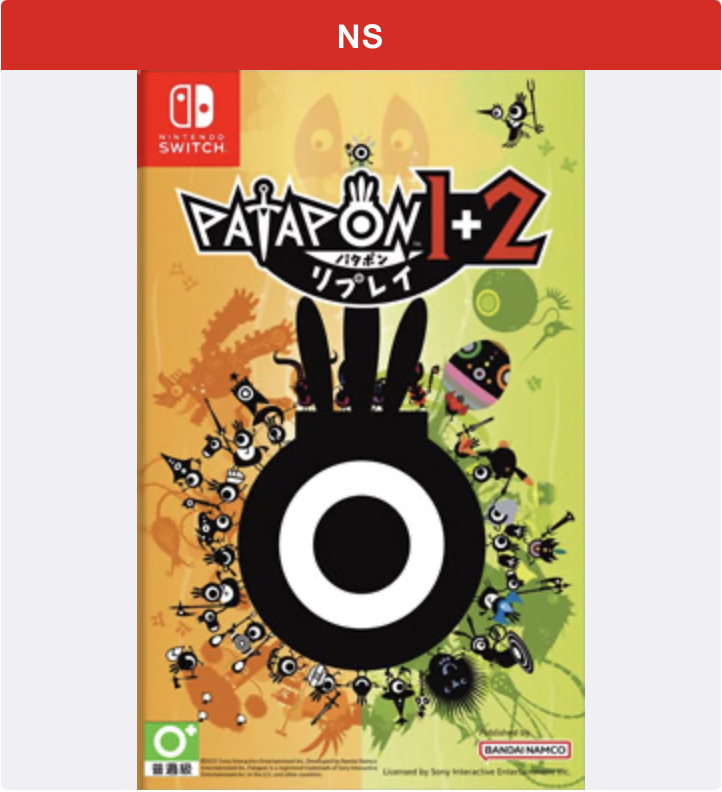 NS
NINTENDO
SWITCH
PATAPON 1+2
パタポン
リプレイ
0+
普遍級
Published by
BANDAI NAMCO
Licensed by Sony Interactive Entertainment Inc.